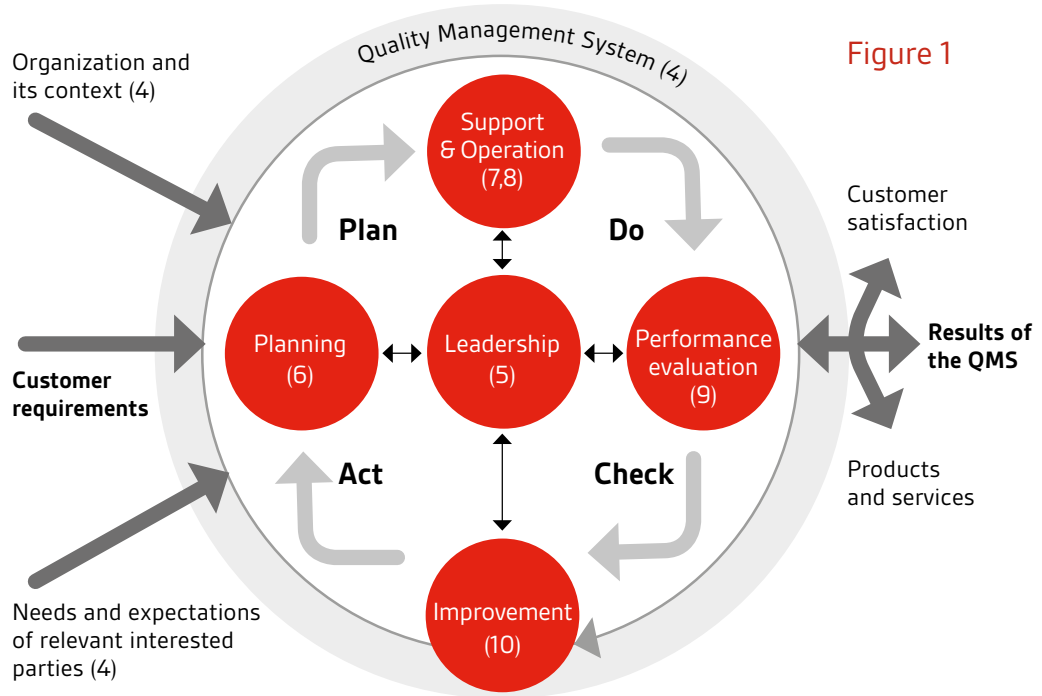 Quality Management System (4)
Figure 1
Organization and
its context (4)
Support
& Operation
(7,8)
Customer
satisfaction
Plan
Do
Planning
(6)
Leadership
(5)
Performance
evaluation
(9)
Results of
the QMS
Customer
requirements
Act
Check
Products
and services
Improvement
(10)
Needs and expectations
of relevant interested
parties (4)